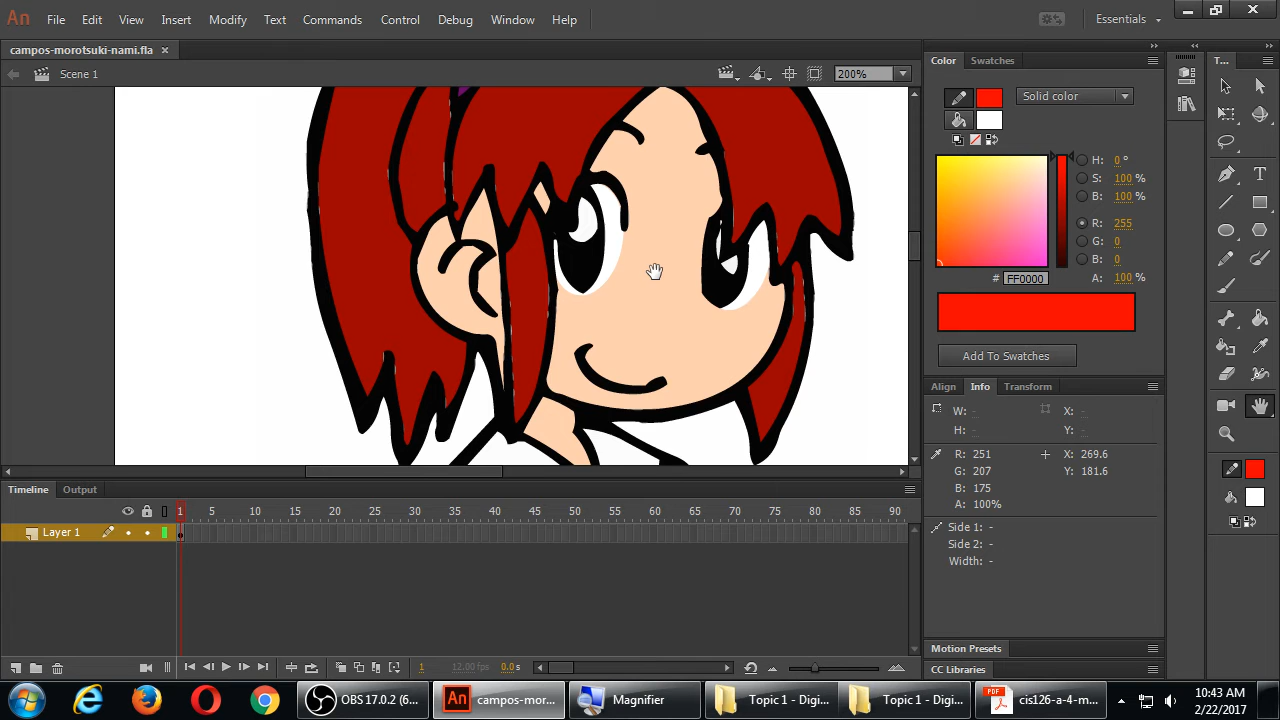 An File Edit View Insert Modify Text Commands Control Debug Window Help Essentials
campos-morotsuki-nami.fla ×
Scene 1 200%
Color Swatches
Solid color
H: 0 °
S: 100 %
B: 100 %
R: 255
G: 0
B: 0
# FF0000 A: 100 %
Add To Swatches
Align Info Transform
W: - X: -
H: - Y: -
R: 251 X: 269.6
G: 207 Y: 181.6
B: 175
A: 100%
Side 1: -
Side 2: -
Width: -
Motion Presets
CC Libraries
T...
T
Timeline Output
1 5 10 15 20 25 30 35 40 45 50 55 60 65 70 75 80 85 90
Layer 1
1 12.00 fps 0.0 s
OBS 17.0.2 (6... An campos-mor... Magnifier Topic 1 - Digi... Topic 1 - Digi... PDF cis126-a-4-m...
10:43 AM
2/22/2017